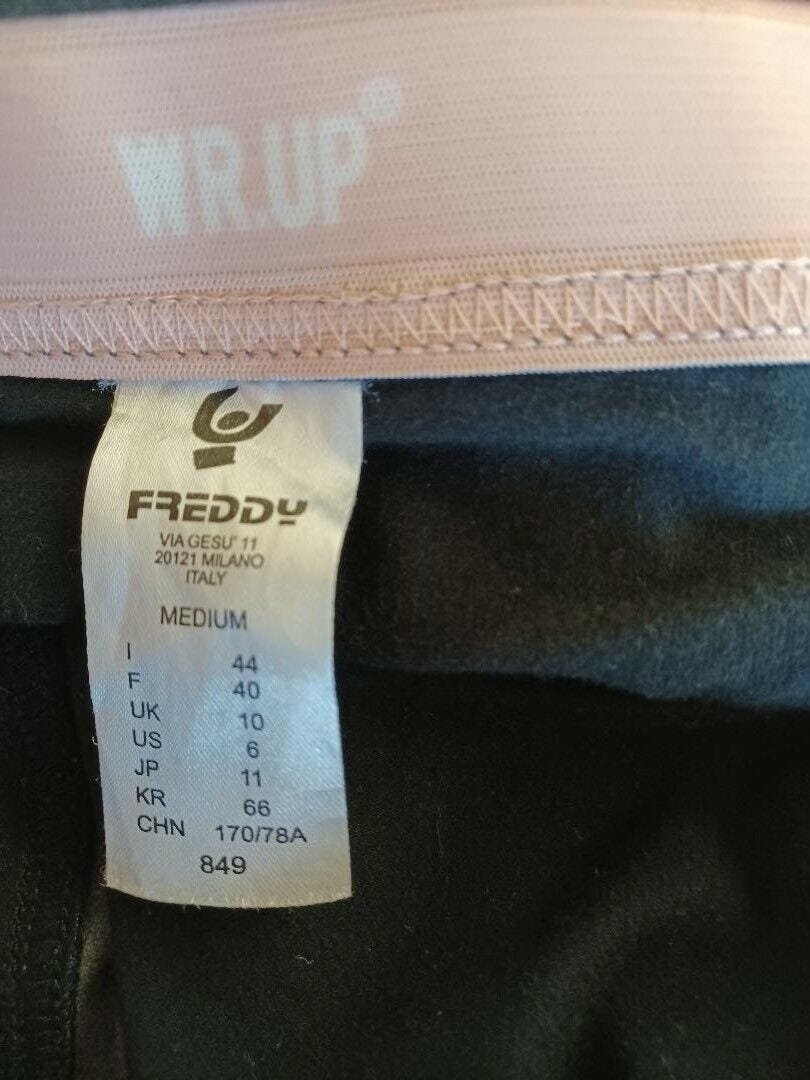 WR.UP®
FREDDY
VIA GESU' 11
20121 MILANO
ITALY
MEDIUM
I 44
F 40
UK 10
US 6
JP 11
KR 66
CHN 170/78A
849